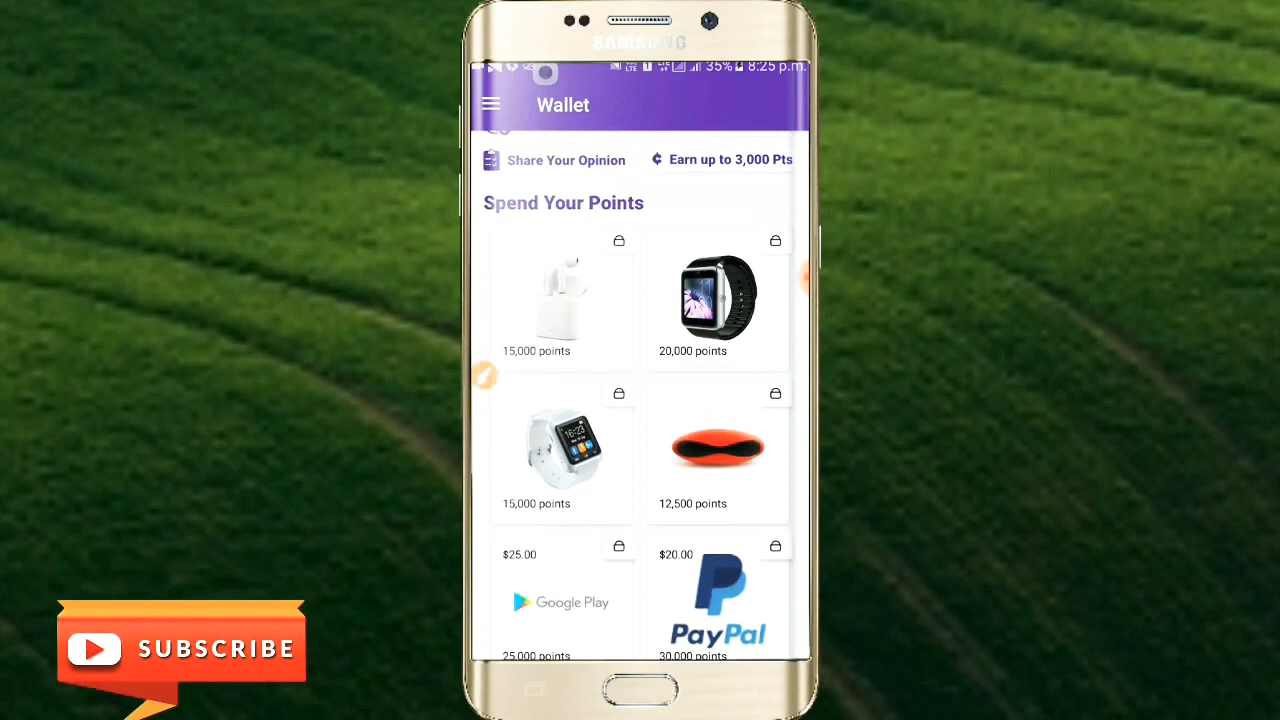 SAMSUNG
35% 8:25 p.m.
Wallet
Share Your Opinion
¢ Earn up to 3,000 Pts
Spend Your Points
15,000 points
20,000 points
16:23
15,000 points
12,500 points
$25.00
$20.00
Google Play
PayPal
25,000 points
30,000 points
SUBSCRIBE